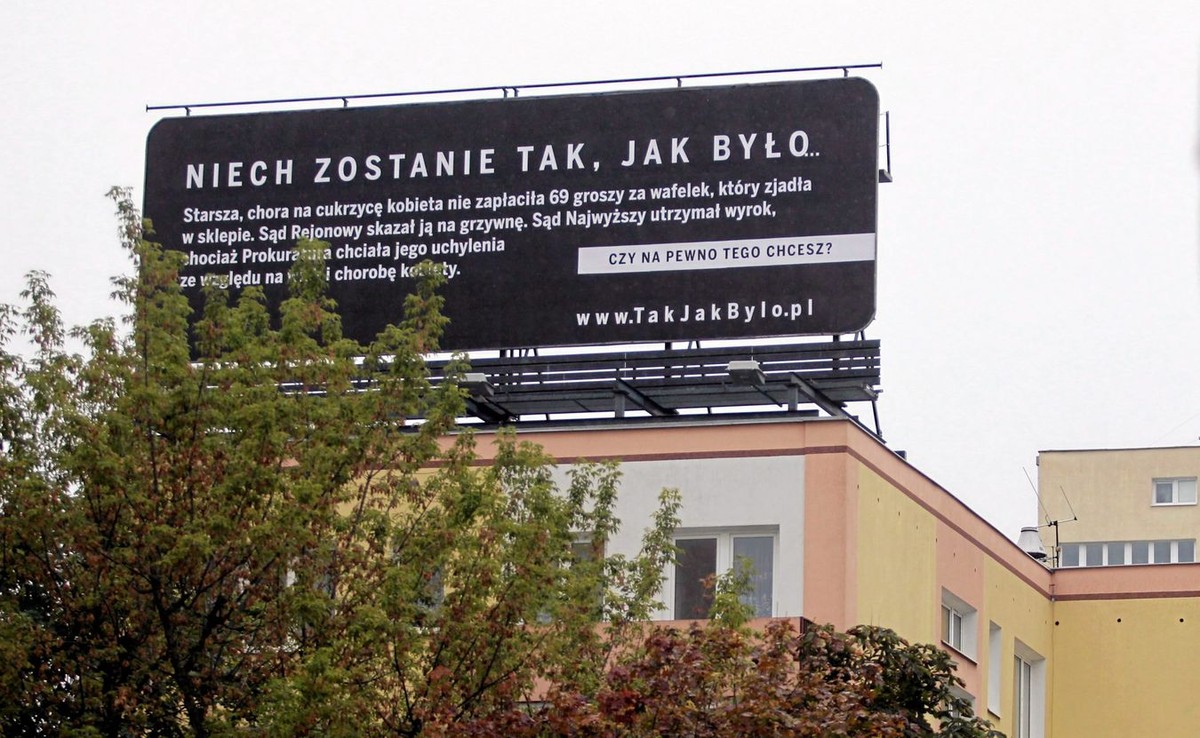 NIECH ZOSTANIE TAK, JAK BYŁO...
Starsza, chora na cukrzycę kobieta nie zapłaciła 69 groszy za wafelek, który zjadła
w sklepie. Sąd Rejonowy skazał ją na grzywnę. Sąd Najwyższy utrzymał wyrok,
chociaż Prokuratura chciała jego uchylenia
ze względu na i chorobę kobiety.
CZY NA PEWNO TEGO CHCESZ?
www.TakJakBylo.pl